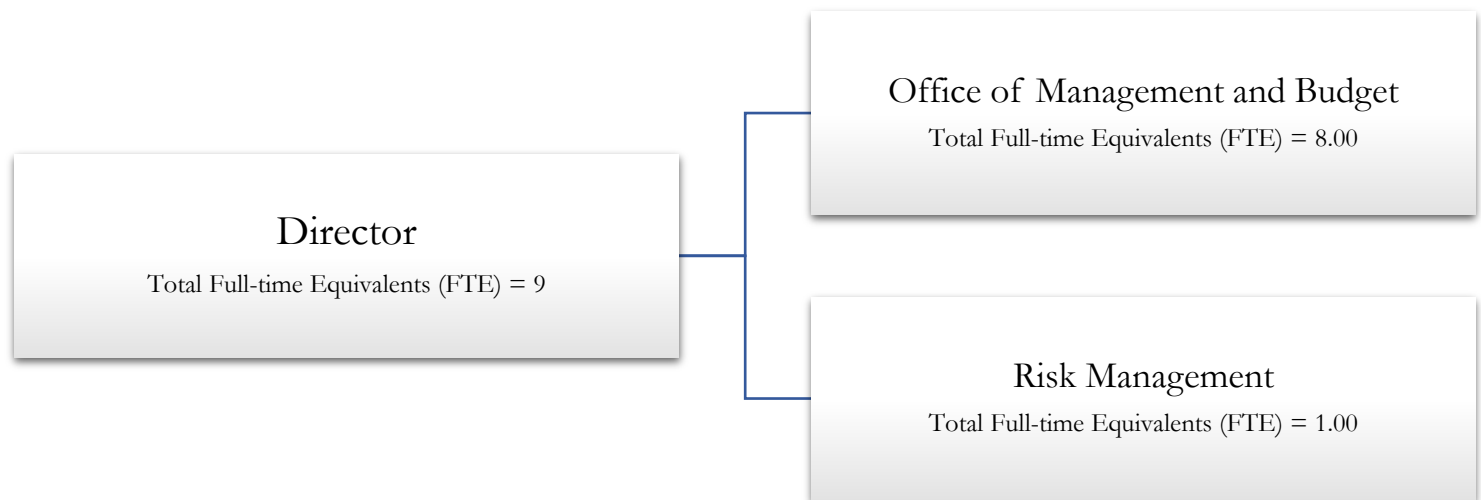 Director
Total Full-time Equivalents (FTE) = 9
Office of Management and Budget
Total Full-time Equivalents (FTE) = 8.00
Risk Management
Total Full-time Equivalents (FTE) = 1.00